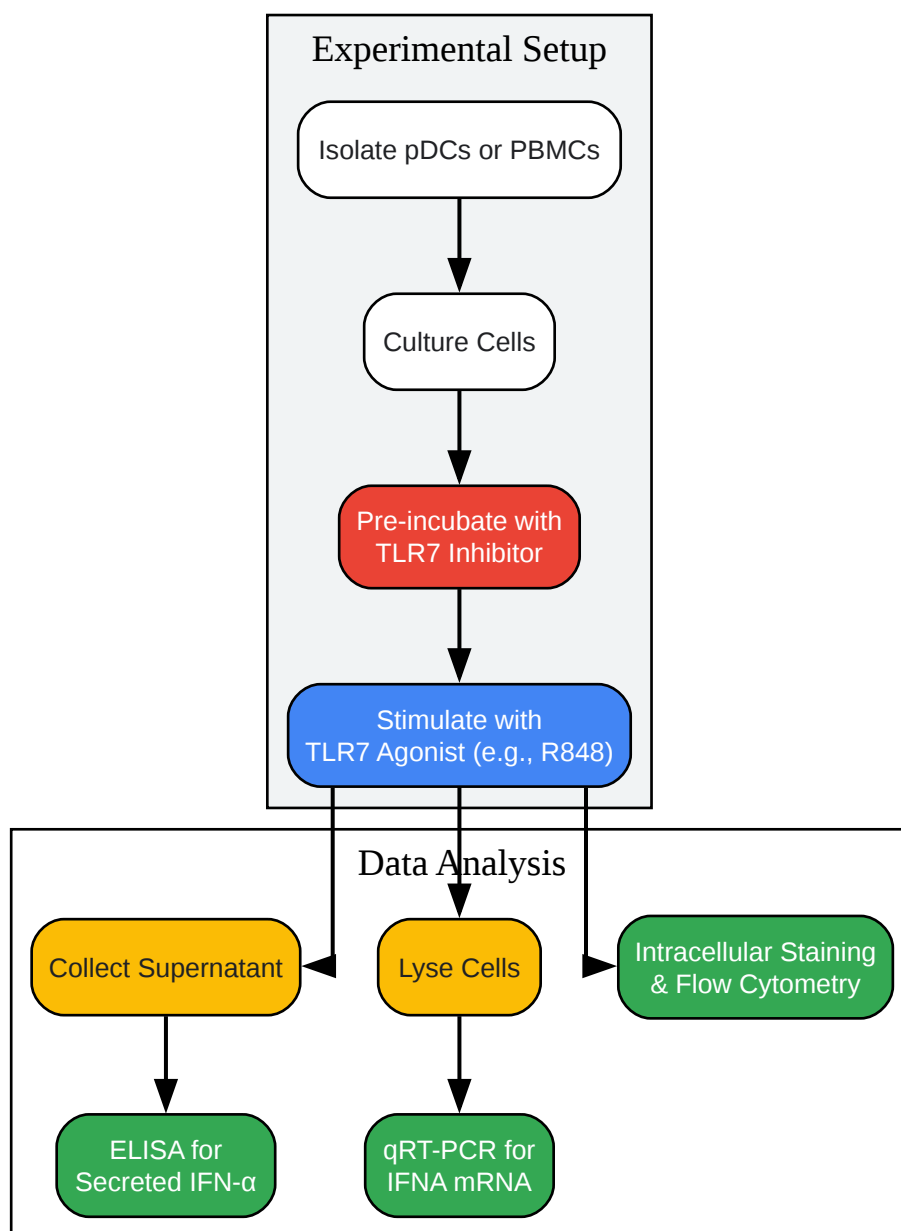 Experimental Setup
Isolate pDCs or PBMCs
Culture Cells
Pre-incubate with
TLR7 Inhibitor
Stimulate with
TLR7 Agonist (e.g., R848)
Data Analysis
Collect Supernatant
Lyse Cells
Intracellular Staining
& Flow Cytometry
ELISA for
Secreted IFN-α
qRT-PCR for
IFNA mRNA